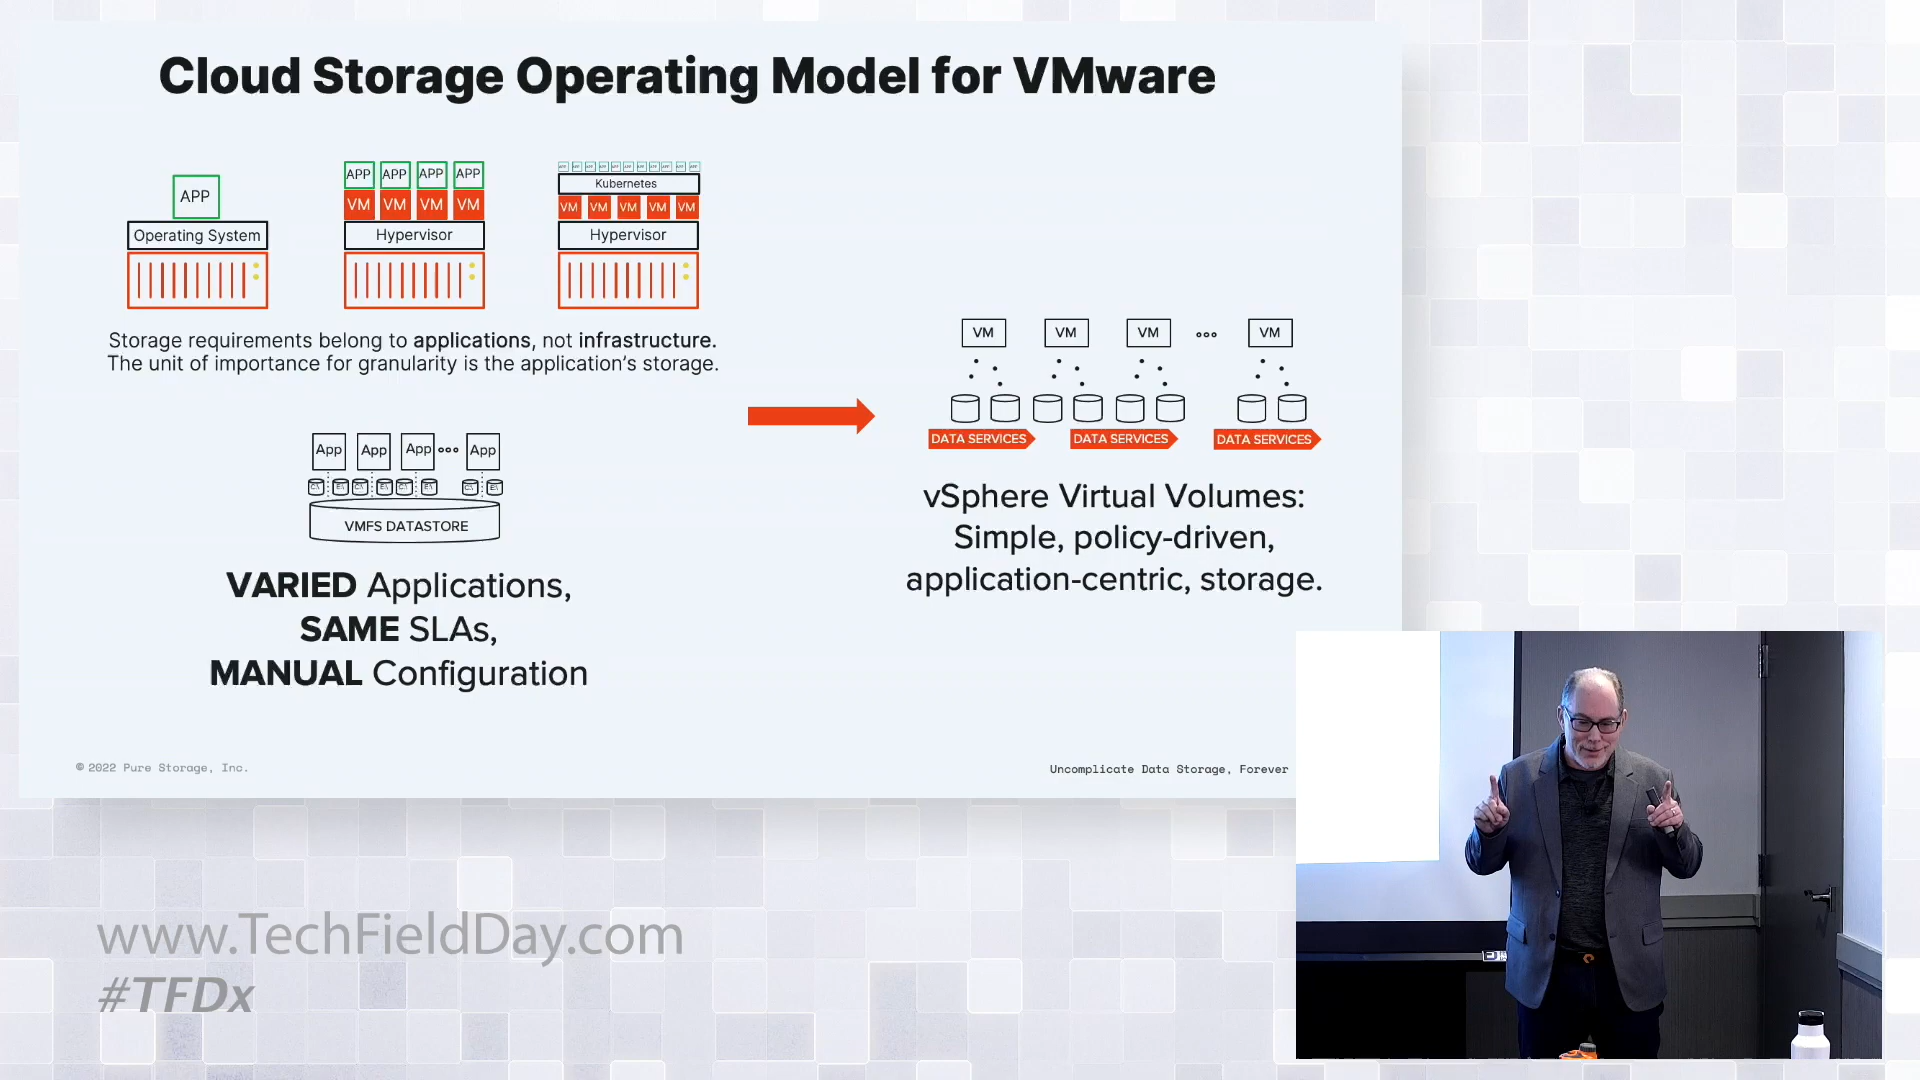 Cloud Storage Operating Model for VMware
APP
Operating System
APP APP APP APP
VM VM VM VM
Hypervisor
Kubernetes
VM VM VM VM VM
Hypervisor
Storage requirements belong to applications, not infrastructure.
The unit of importance for granularity is the application's storage.
App App App App
VMFS DATASTORE
VARIED Applications,
SAME SLAs,
MANUAL Configuration
VM VM VM VM
DATA SERVICES DATA SERVICES DATA SERVICES
vSphere Virtual Volumes:
Simple, policy-driven,
application-centric, storage.
© 2022 Pure Storage, Inc.
Uncomplicate Data Storage, Forever
www.TechFieldDay.com
#TFDx